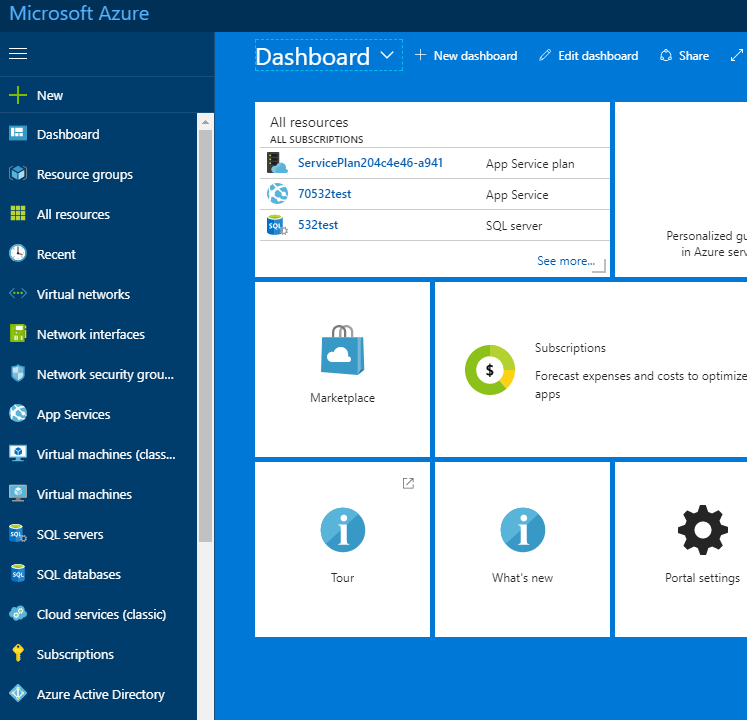 Microsoft Azure
New
Dashboard
Resource groups
All resources
Recent
Virtual networks
Network interfaces
Network security grou...
App Services
Virtual machines (class...
Virtual machines
SQL servers
SQL databases
Cloud services (classic)
Subscriptions
Azure Active Directory
Dashboard
New dashboard
Edit dashboard
Share
All resources
ALL SUBSCRIPTIONS
ServicePlan204c4e46-a941 App Service plan
70532test App Service
532test SQL server
See more...
Personalized gu
in Azure serv
Marketplace
Subscriptions
Forecast expenses and costs to optimize
apps
Tour
What's new
Portal settings